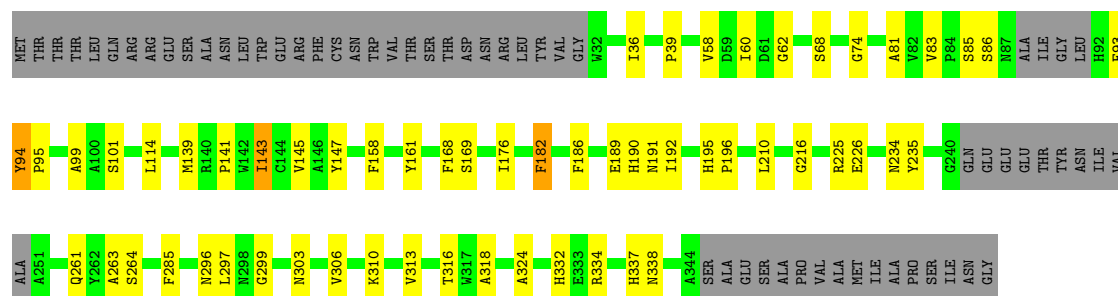 MET THR THR THR LEU GLN ARG ARG GLU SER ALA ASN LEU TRP GLU ARG PHE CYS ASN TRP VAL THR SER THR ASP ASN ARG LEU TYR VAL GLY W32 I36 P39 V58 D59 I60 D61 G62 S68 G74 A81 V82 V83 P84 S85 S86 N87 ALA ILE GLY LEU H92 E93
Y94 P95 A99 A100 S101 L114 M139 R140 P141 W142 I143 C144 V145 A146 Y147 F158 Y161 F168 S169 I176 F182 F186 E189 H190 N191 I192 H195 P196 L210 G216 R225 E226 N234 Y235 G240 GLN GLU GLU GLU THR TYR ASN ILE VAL
ALA A251 Q261 Y262 A263 S264 F285 N296 L297 N298 G299 N303 V306 K310 V313 T316 W317 A318 A324 H332 E333 R334 H337 N338 A344 SER ALA GLU SER ALA PRO VAL ALA MET ILE ALA PRO SER ILE ASN GLY